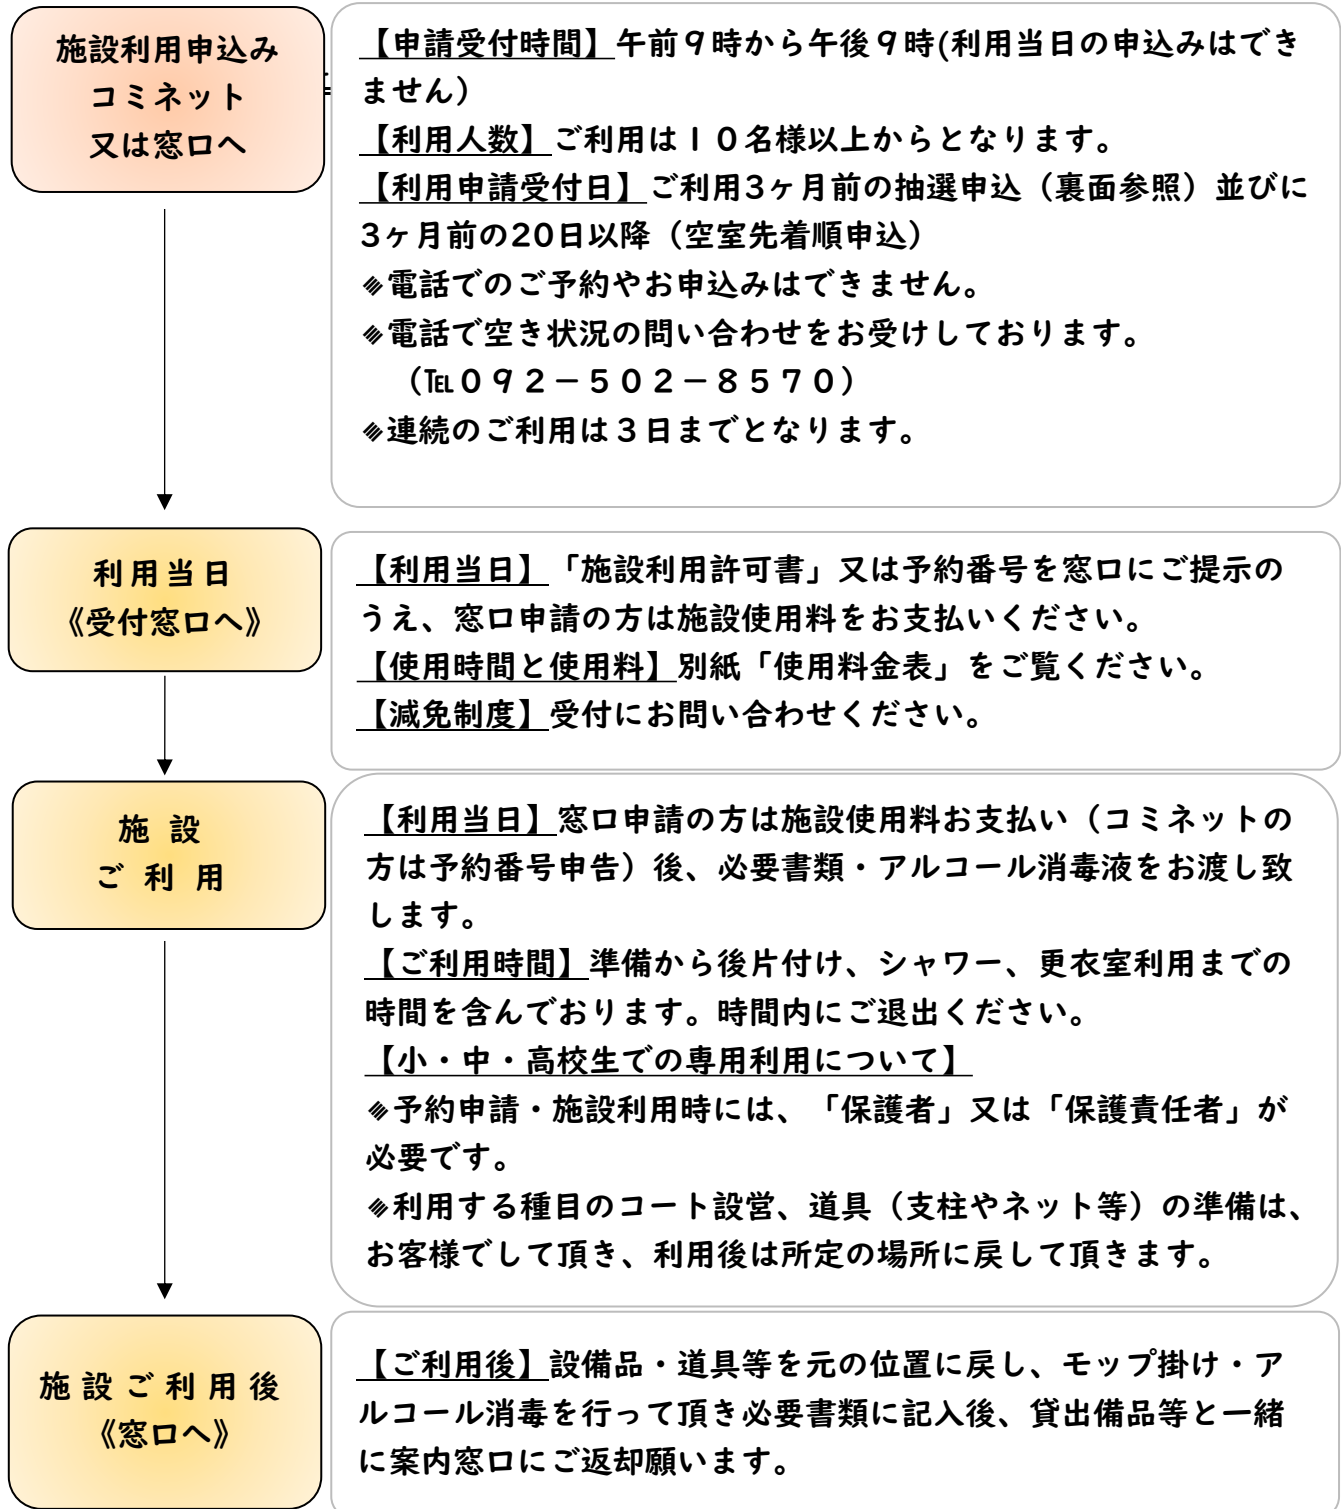 施設利用申込み
コミネット
又は窓口へ
【申請受付時間】午前９時から午後９時(利用当日の申込みはでき
ません）
【利用人数】ご利用は１０名様以上からとなります。
【利用申請受付日】ご利用3ヶ月前の抽選申込（裏面参照）並びに
3ヶ月前の20日以降（空室先着順申込）
電話でのご予約やお申込みはできません。
電話で空き状況の問い合わせをお受けしております。
（℡０９２－５０２－８５７０）
連続のご利用は３日までとなります。
利用当日
《受付窓口へ》
【利用当日】「施設利用許可書」又は予約番号を窓口にご提示の
うえ、窓口申請の方は施設使用料をお支払いください。
【使用時間と使用料】別紙「使用料金表」をご覧ください。
【減免制度】受付にお問い合わせください。
施 設
ご 利 用
【利用当日】窓口申請の方は施設使用料お支払い（コミネットの
方は予約番号申告）後、必要書類・アルコール消毒液をお渡し致
します。
【ご利用時間】準備から後片付け、シャワー、更衣室利用までの
時間を含んでおります。時間内にご退出ください。
【小・中・高校生での専用利用について】
予約申請・施設利用時には、「保護者」又は「保護責任者」が
必要です。
利用する種目のコート設営、道具（支柱やネット等）の準備は、
お客様でして頂き、利用後は所定の場所に戻して頂きます。
施 設 ご 利 用 後
《窓口へ》
【ご利用後】設備品・道具等を元の位置に戻し、モップ掛け・ア
ルコール消毒を行って頂き必要書類に記入後、貸出備品等と一緒
に案内窓口にご返却願います。